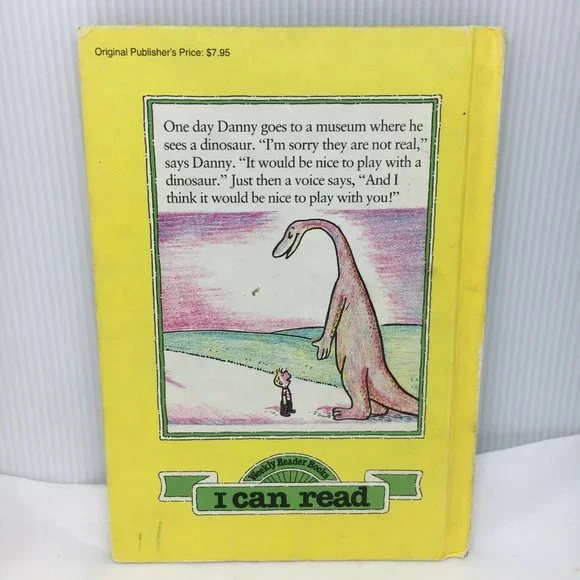 Original Publisher's Price: $7.95
One day Danny goes to a museum where he
sees a dinosaur. “I'm sorry they are not real,”
says Danny. “It would be nice to play with a
dinosaur.” Just then a voice says, “And I
think it would be nice to play with you!”
Weekly Reader Books
I can read